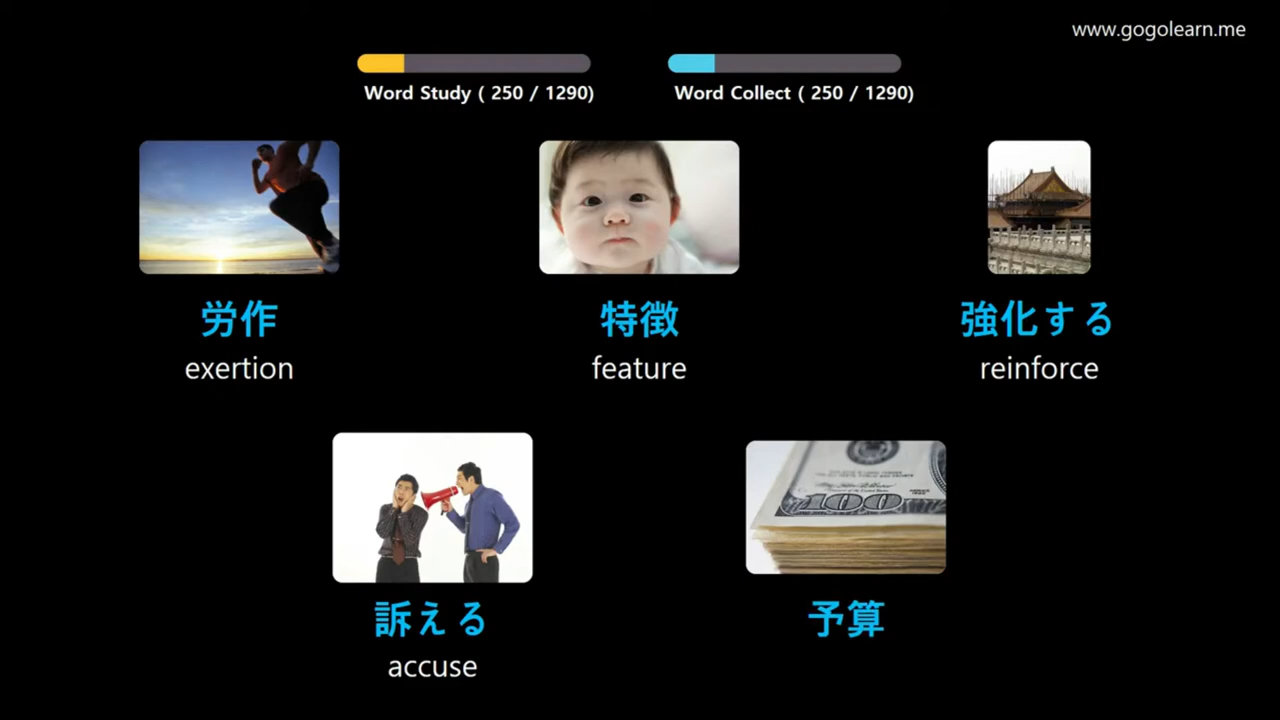 www.gogolearn.me
Word Study ( 250 / 1290)
Word Collect ( 250 / 1290)
労作
exertion
特徴
feature
強化する
reinforce
訴える
accuse
100
予算